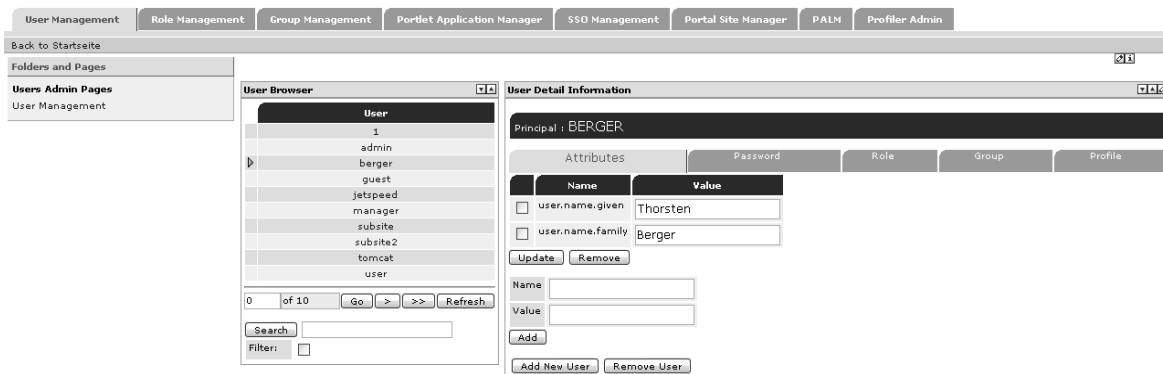 User Management Role Management Group Management Portlet Application Manager SSO Management Portal Site Manager PALM Profiler Admin
Back to Startseite
Folders and Pages
Users Admin Pages
User Management
User Browser
User
1
admin
berger
guest
jetspeed
manager
subsite
subsite2
tomcat
user
0 of 10 Go > >> Refresh
Search
Filter:
User Detail Information
Principal : BERGER
Attributes Password Role Group Profile
Name Value
user.name.given Thorsten
user.name.family Berger
Update Remove
Name
Value
Add
Add New User Remove User